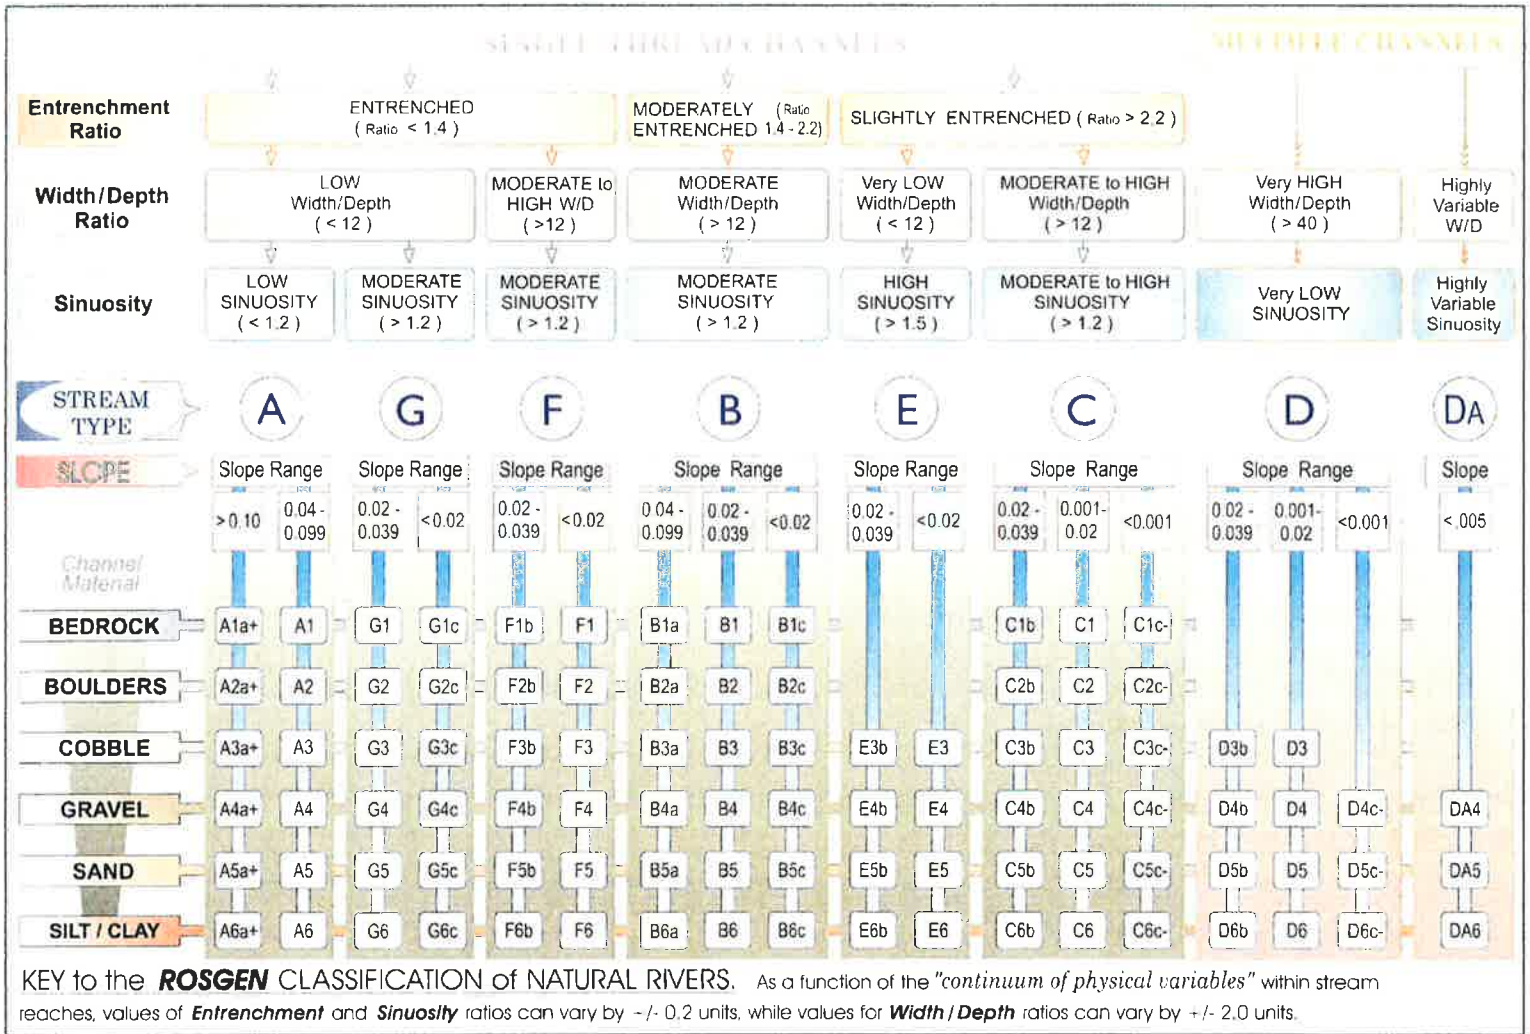 SINGLE-THREAD CHANNELS
MULTIPLE CHANNELS
Entrenchment
Ratio
ENTRENCHED
( Ratio < 1.4 )
MODERATELY (Ratio
ENTRENCHED 1.4 - 2.2)
SLIGHTLY ENTRENCHED ( Ratio > 2.2 )
Width/Depth
Ratio
LOW
Width/Depth
( < 12 )
MODERATE to
HIGH W/D
( >12 )
MODERATE
Width/Depth
( > 12 )
Very LOW
Width/Depth
( < 12 )
MODERATE to HIGH
Width/Depth
( > 12 )
Very HIGH
Width/Depth
( > 40 )
Highly
Variable
W/D
Sinuosity
LOW
SINUOSITY
( < 1.2 )
MODERATE
SINUOSITY
( > 1.2 )
MODERATE
SINUOSITY
( > 1.2 )
MODERATE
SINUOSITY
( > 1.2 )
HIGH
SINUOSITY
( > 1.5 )
MODERATE to HIGH
SINUOSITY
( > 1.2 )
Very LOW
SINUOSITY
Highly
Variable
Sinuosity
STREAM
TYPE
A G F B E C D DA
SLOPE
Slope Range Slope Range Slope Range Slope Range Slope Range Slope Range Slope Range Slope
>0.10
0.04 -
0.099
0.02 -
0.039
<0.02
0.02 -
0.039
<0.02
0.04 -
0.099
0.02 -
0.039
<0.02
0.02 -
0.039
<0.02
0.02 -
0.039
0.001-
0.02
<0.001
0.02 -
0.039
0.001-
0.02
<0.001
<.005
Channel
Material
BEDROCK A1a+ A1 G1 G1c F1b F1 B1a B1 B1c C1b C1 C1c-
BOULDERS A2a+ A2 G2 G2c F2b F2 B2a B2 B2c C2b C2 C2c-
COBBLE A3a+ A3 G3 G3c F3b F3 B3a B3 B3c E3b E3 C3b C3 C3c- D3b D3
GRAVEL A4a+ A4 G4 G4c F4b F4 B4a B4 B4c E4b E4 C4b C4 C4c- D4b D4 D4c- DA4
SAND A5a+ A5 G5 G5c F5b F5 B5a B5 B5c E5b E5 C5b C5 C5c- D5b D5 D5c- DA5
SILT / CLAY A6a+ A6 G6 G6c F6b F6 B6a B6 B6c E6b E6 C6b C6 C6c- D6b D6 D6c- DA6
KEY to the ROSGEN CLASSIFICATION of NATURAL RIVERS. As a function of the "continuum of physical variables" within stream
reaches, values of Entrenchment and Sinuosity ratios can vary by +/- 0.2 units, while values for Width / Depth ratios can vary by +/- 2.0 units.